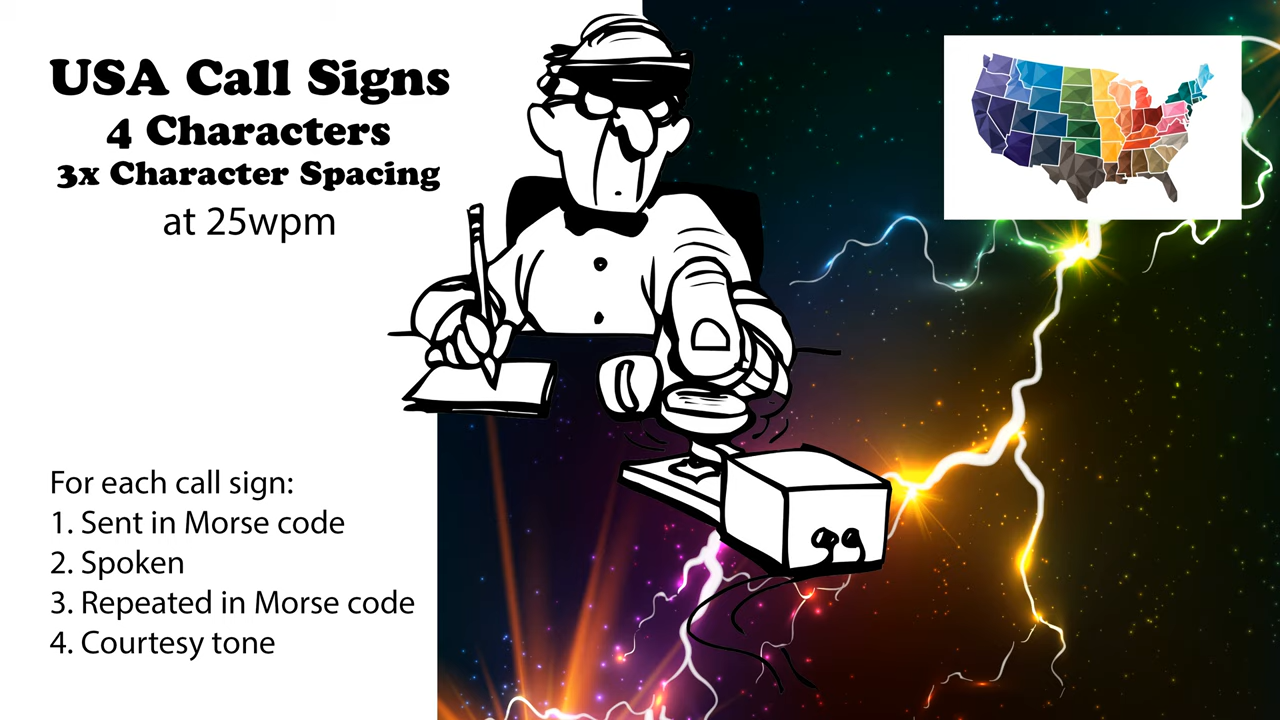 USA Call Signs
4 Characters
3x Character Spacing
at 25wpm
For each call sign:
1. Sent in Morse code
2. Spoken
3. Repeated in Morse code
4. Courtesy tone